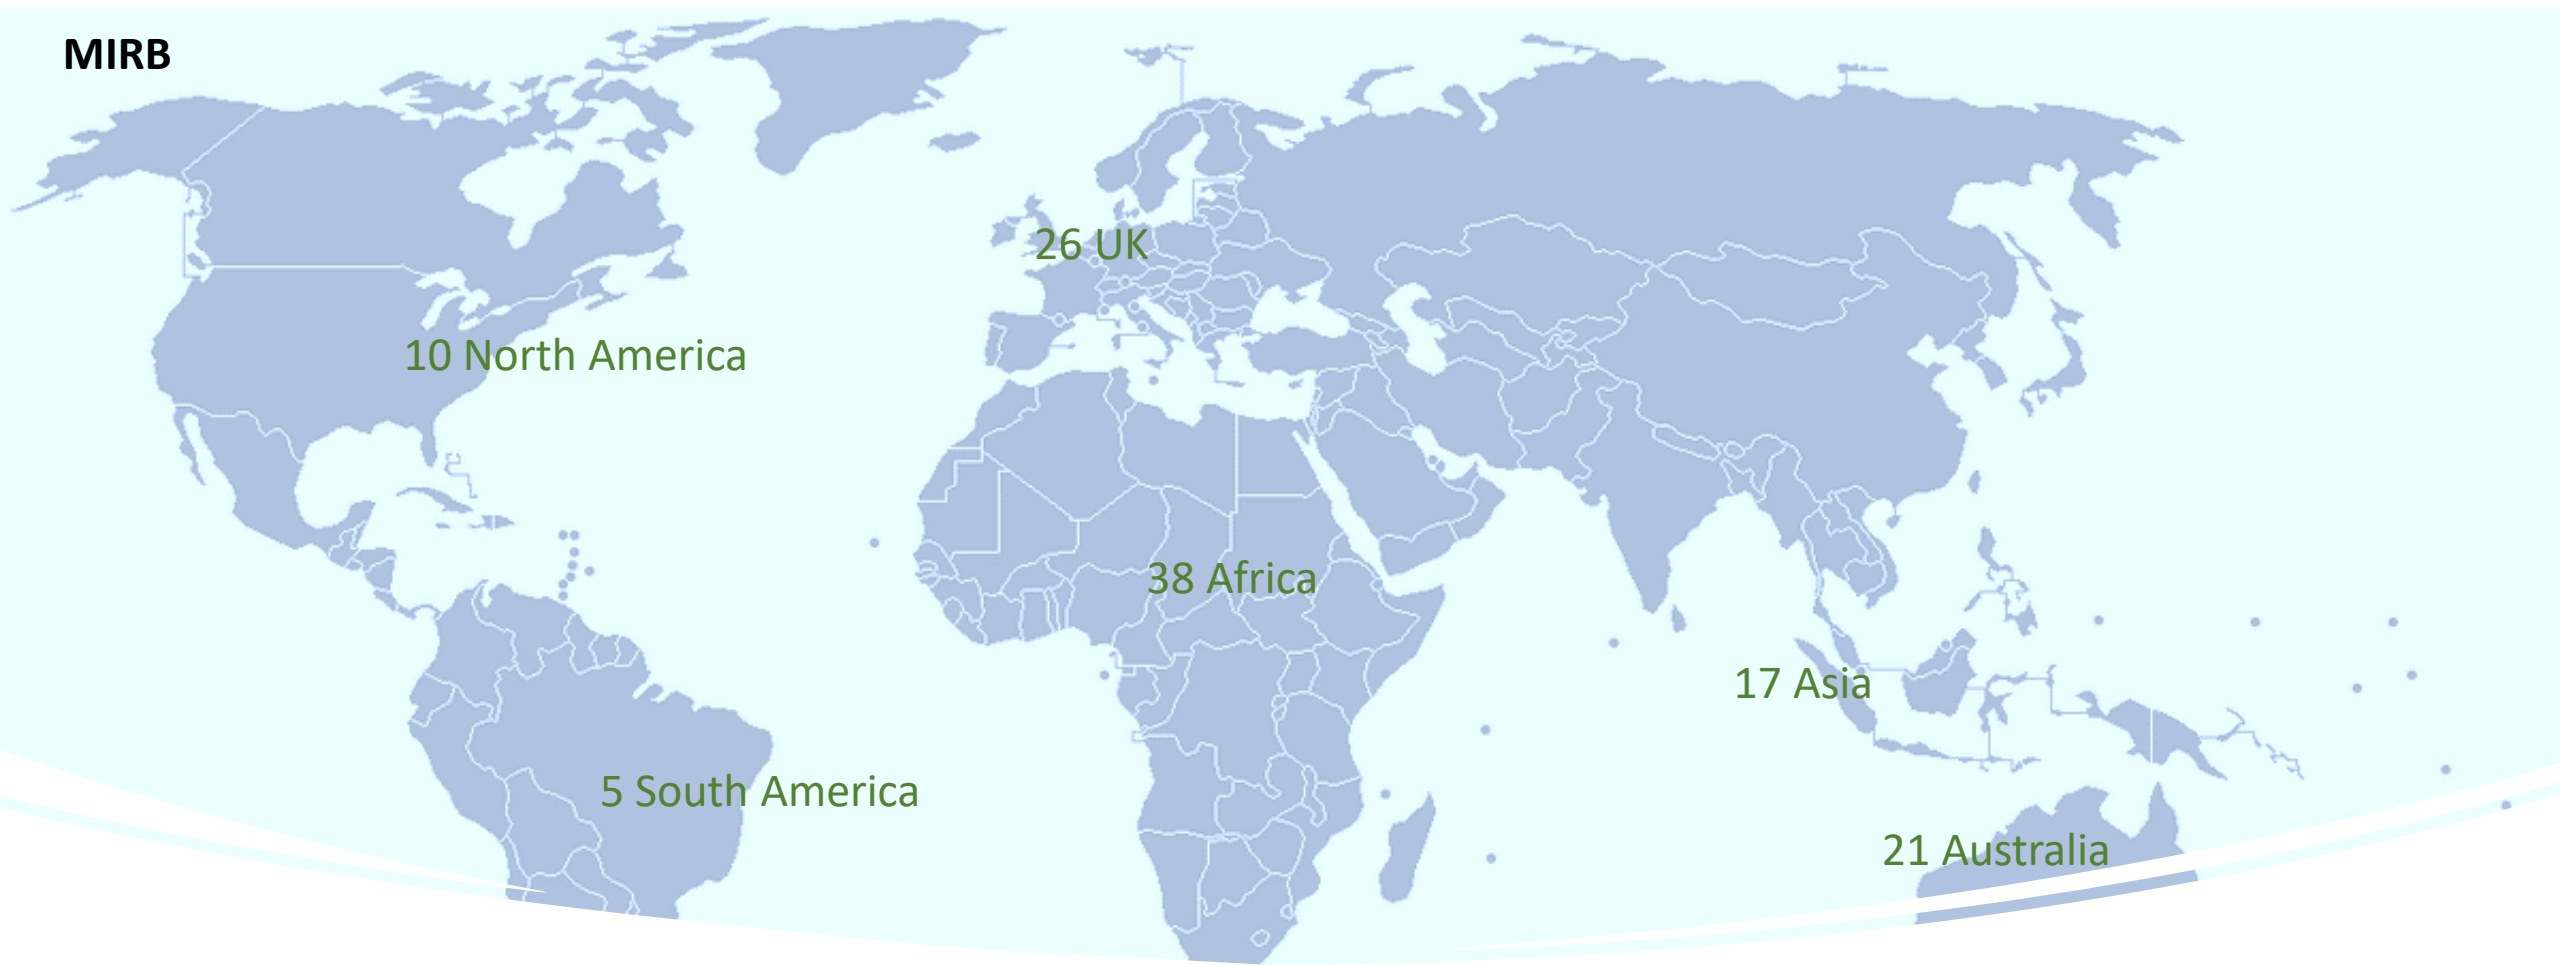 MIRB
26 UK
10 North America
38 Africa
17 Asia
5 South America
21 Australia